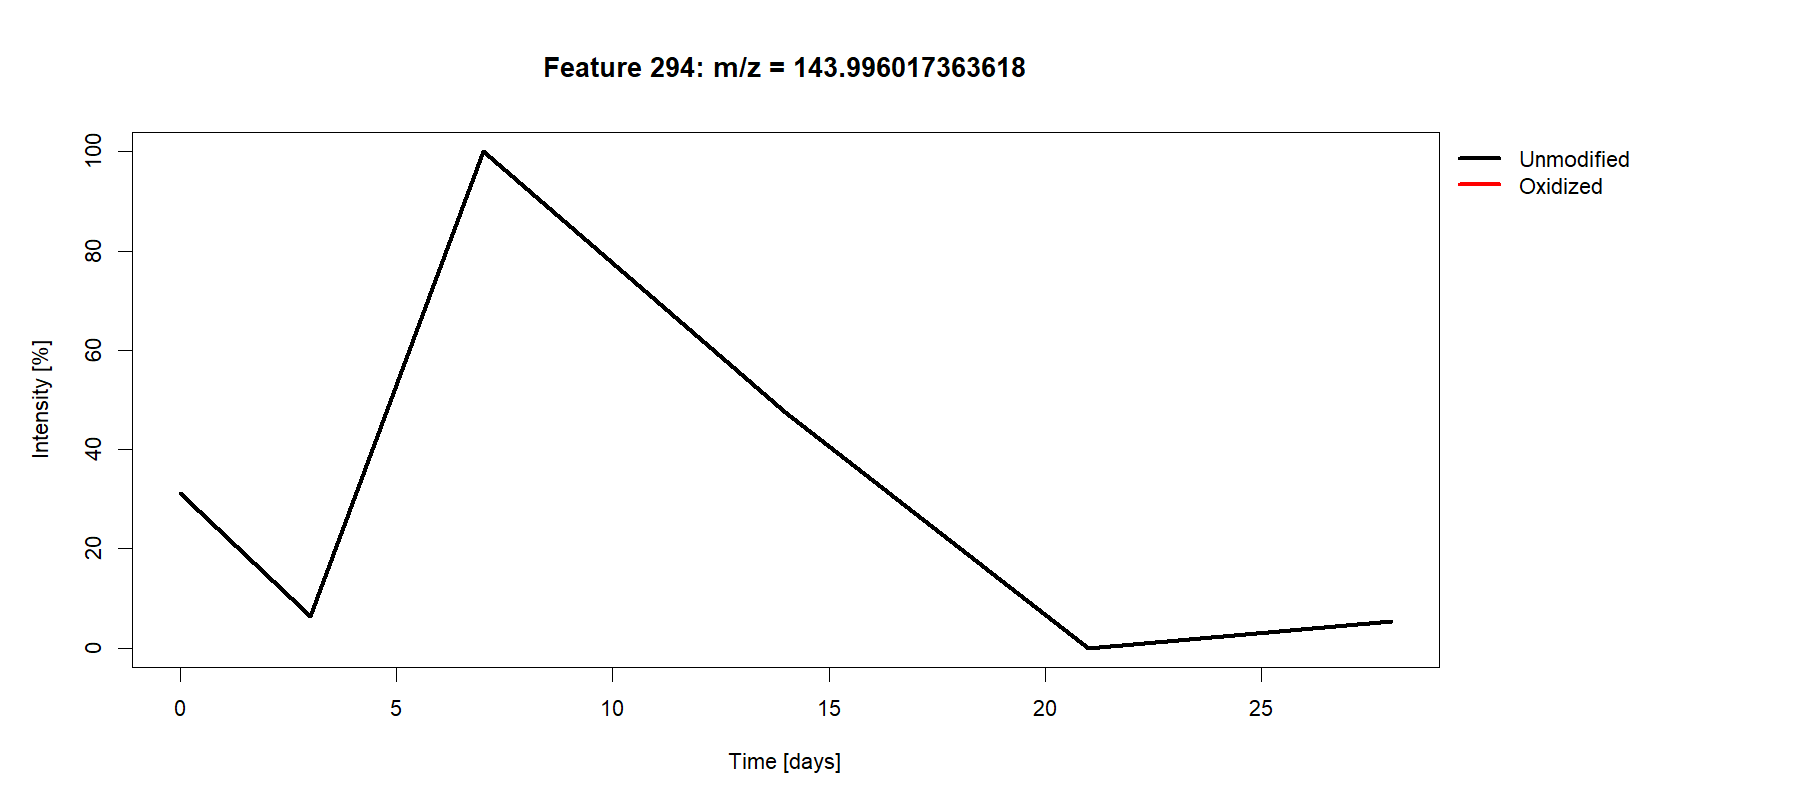 Feature 294: m/z = 143.996017363618
Unmodified
Oxidized
Intensity [%]
100
80
60
40
20
0
0 5 10 15 20 25
Time [days]